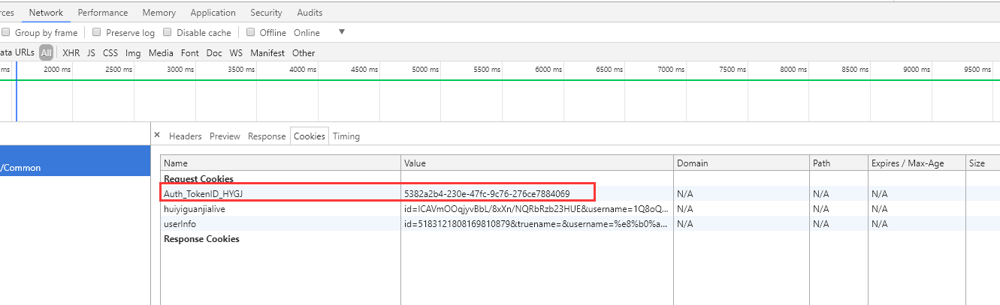 rces Network Performance Memory Application Security Audits
Group by frame Preserve log Disable cache Offline Online
ata URLs All XHR JS CSS Img Media Font Doc WS Manifest Other
ms 2000 ms 2500 ms 3000 ms 3500 ms 4000 ms 4500 ms 5000 ms 5500 ms 6000 ms 6500 ms 7000 ms 7500 ms 8000 ms 8500 ms 9000 ms 9500 ms
× Headers Preview Response Cookies Timing
/Common
Name Value Domain Path Expires / Max-Age Size
Request Cookies
Auth_TokenID_HYGJ 5382a2b4-230e-47fc-9c76-276ce7884069 N/A N/A N/A
huiyiguanjialive id=ICAVmOOqjyvBbL/8xXn/NQRbRzb23HUE&username=1Q8oQ... N/A N/A N/A
userInfo id=5183121808169810879&truename=&username=%e8%b0%a... N/A N/A N/A
Response Cookies